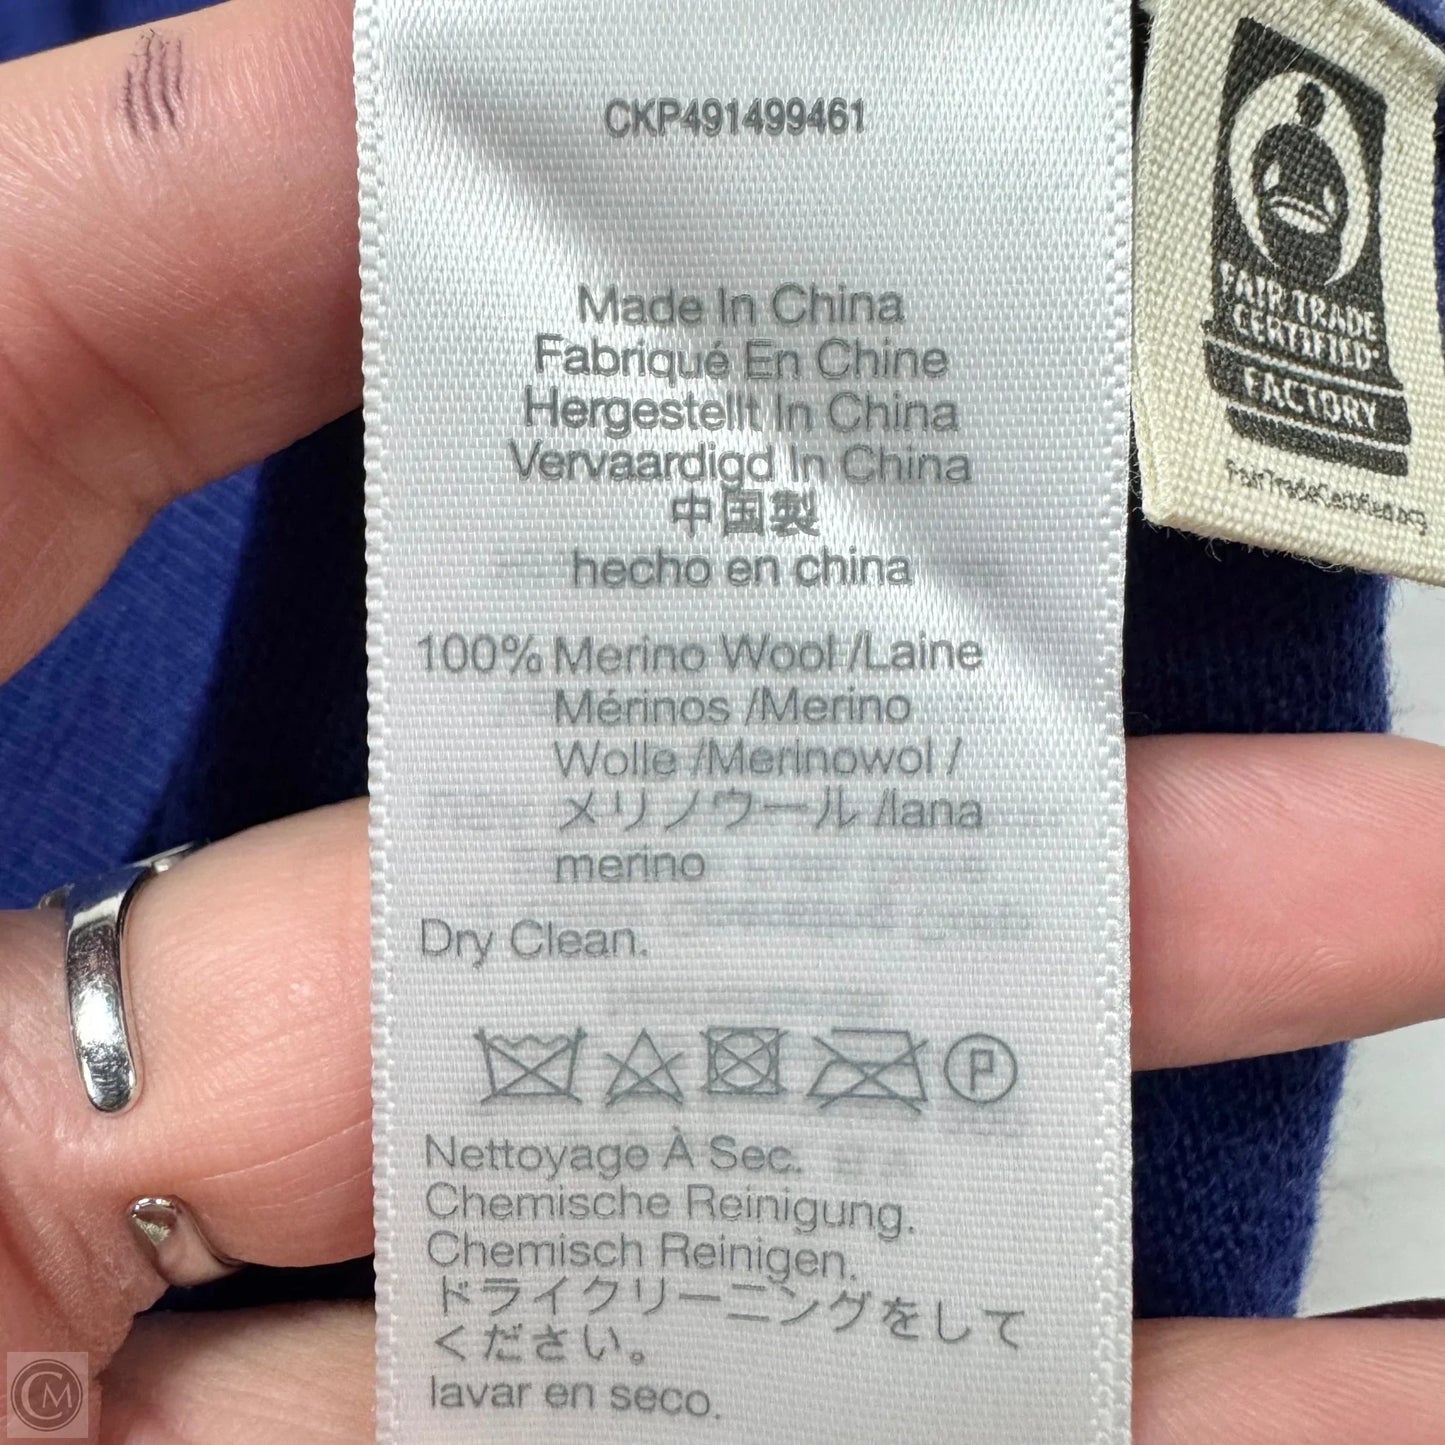 CKP491499461
Made In China
Fabriqué En Chine
Hergestellt In China
Vervaardigd In China
中国製
hecho en china
100% Merino Wool /Laine
Mérinos /Merino
Wolle /Merinowol /
メリノウール /lana
merino
Dry Clean.
P
Nettoyage À Sec.
Chemische Reinigung.
Chemisch Reinigen.
ドライクリーニングをして
ください。
lavar en seco.
FAIR TRADE
CERTIFIED
FACTORY
FairTradeCertified.org
CM